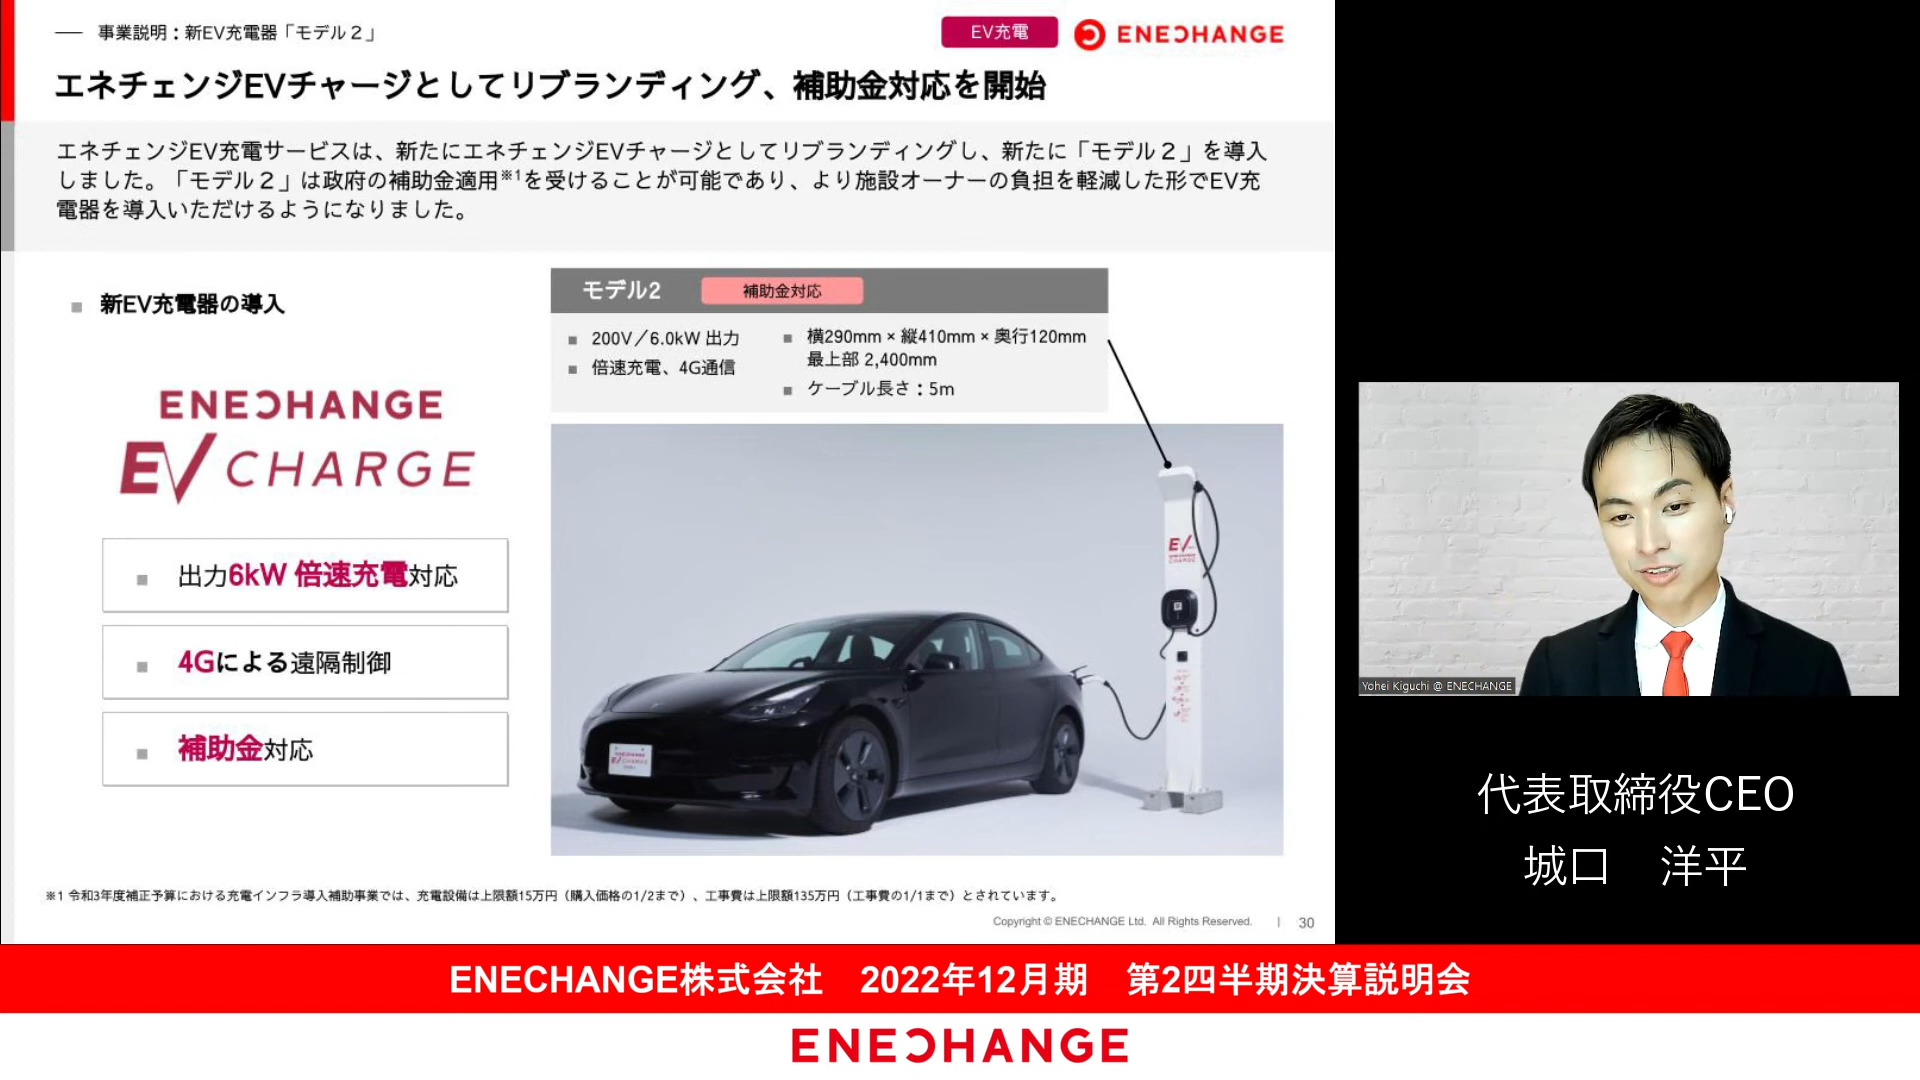 事業説明：新EV充電器「モデル２」
EV充電
ENECHANGE
エネチェンジEVチャージとしてリブランディング、補助金対応を開始
エネチェンジEV充電サービスは、新たにエネチェンジEVチャージとしてリブランディングし、新たに「モデル２」を導入
しました。「モデル２」は政府の補助金適用※1を受けることが可能であり、より施設オーナーの負担を軽減した形でEV充
電器を導入いただけるようになりました。
新EV充電器の導入
ENECHANGE
EV CHARGE
出力6kW 倍速充電対応
4Gによる遠隔制御
補助金対応
モデル2
補助金対応
200V／6.0kW 出力
倍速充電、4G通信
横290mm × 縦410mm × 奥行120mm
最上部 2,400mm
ケーブル長さ：5m
EV
CHARGE
ENECHANGE
EV CHARGE
※1 令和3年度補正予算における充電インフラ導入補助事業では、充電設備は上限額15万円（購入価格の1/2まで）、工事費は上限額135万円（工事費の1/1まで）とされています。
Copyright © ENECHANGE Ltd. All Rights Reserved. | 30
Yohei Kiguchi @ ENECHANGE
代表取締役CEO
城口　洋平
ENECHANGE株式会社　2022年12月期　第2四半期決算説明会
ENECHANGE